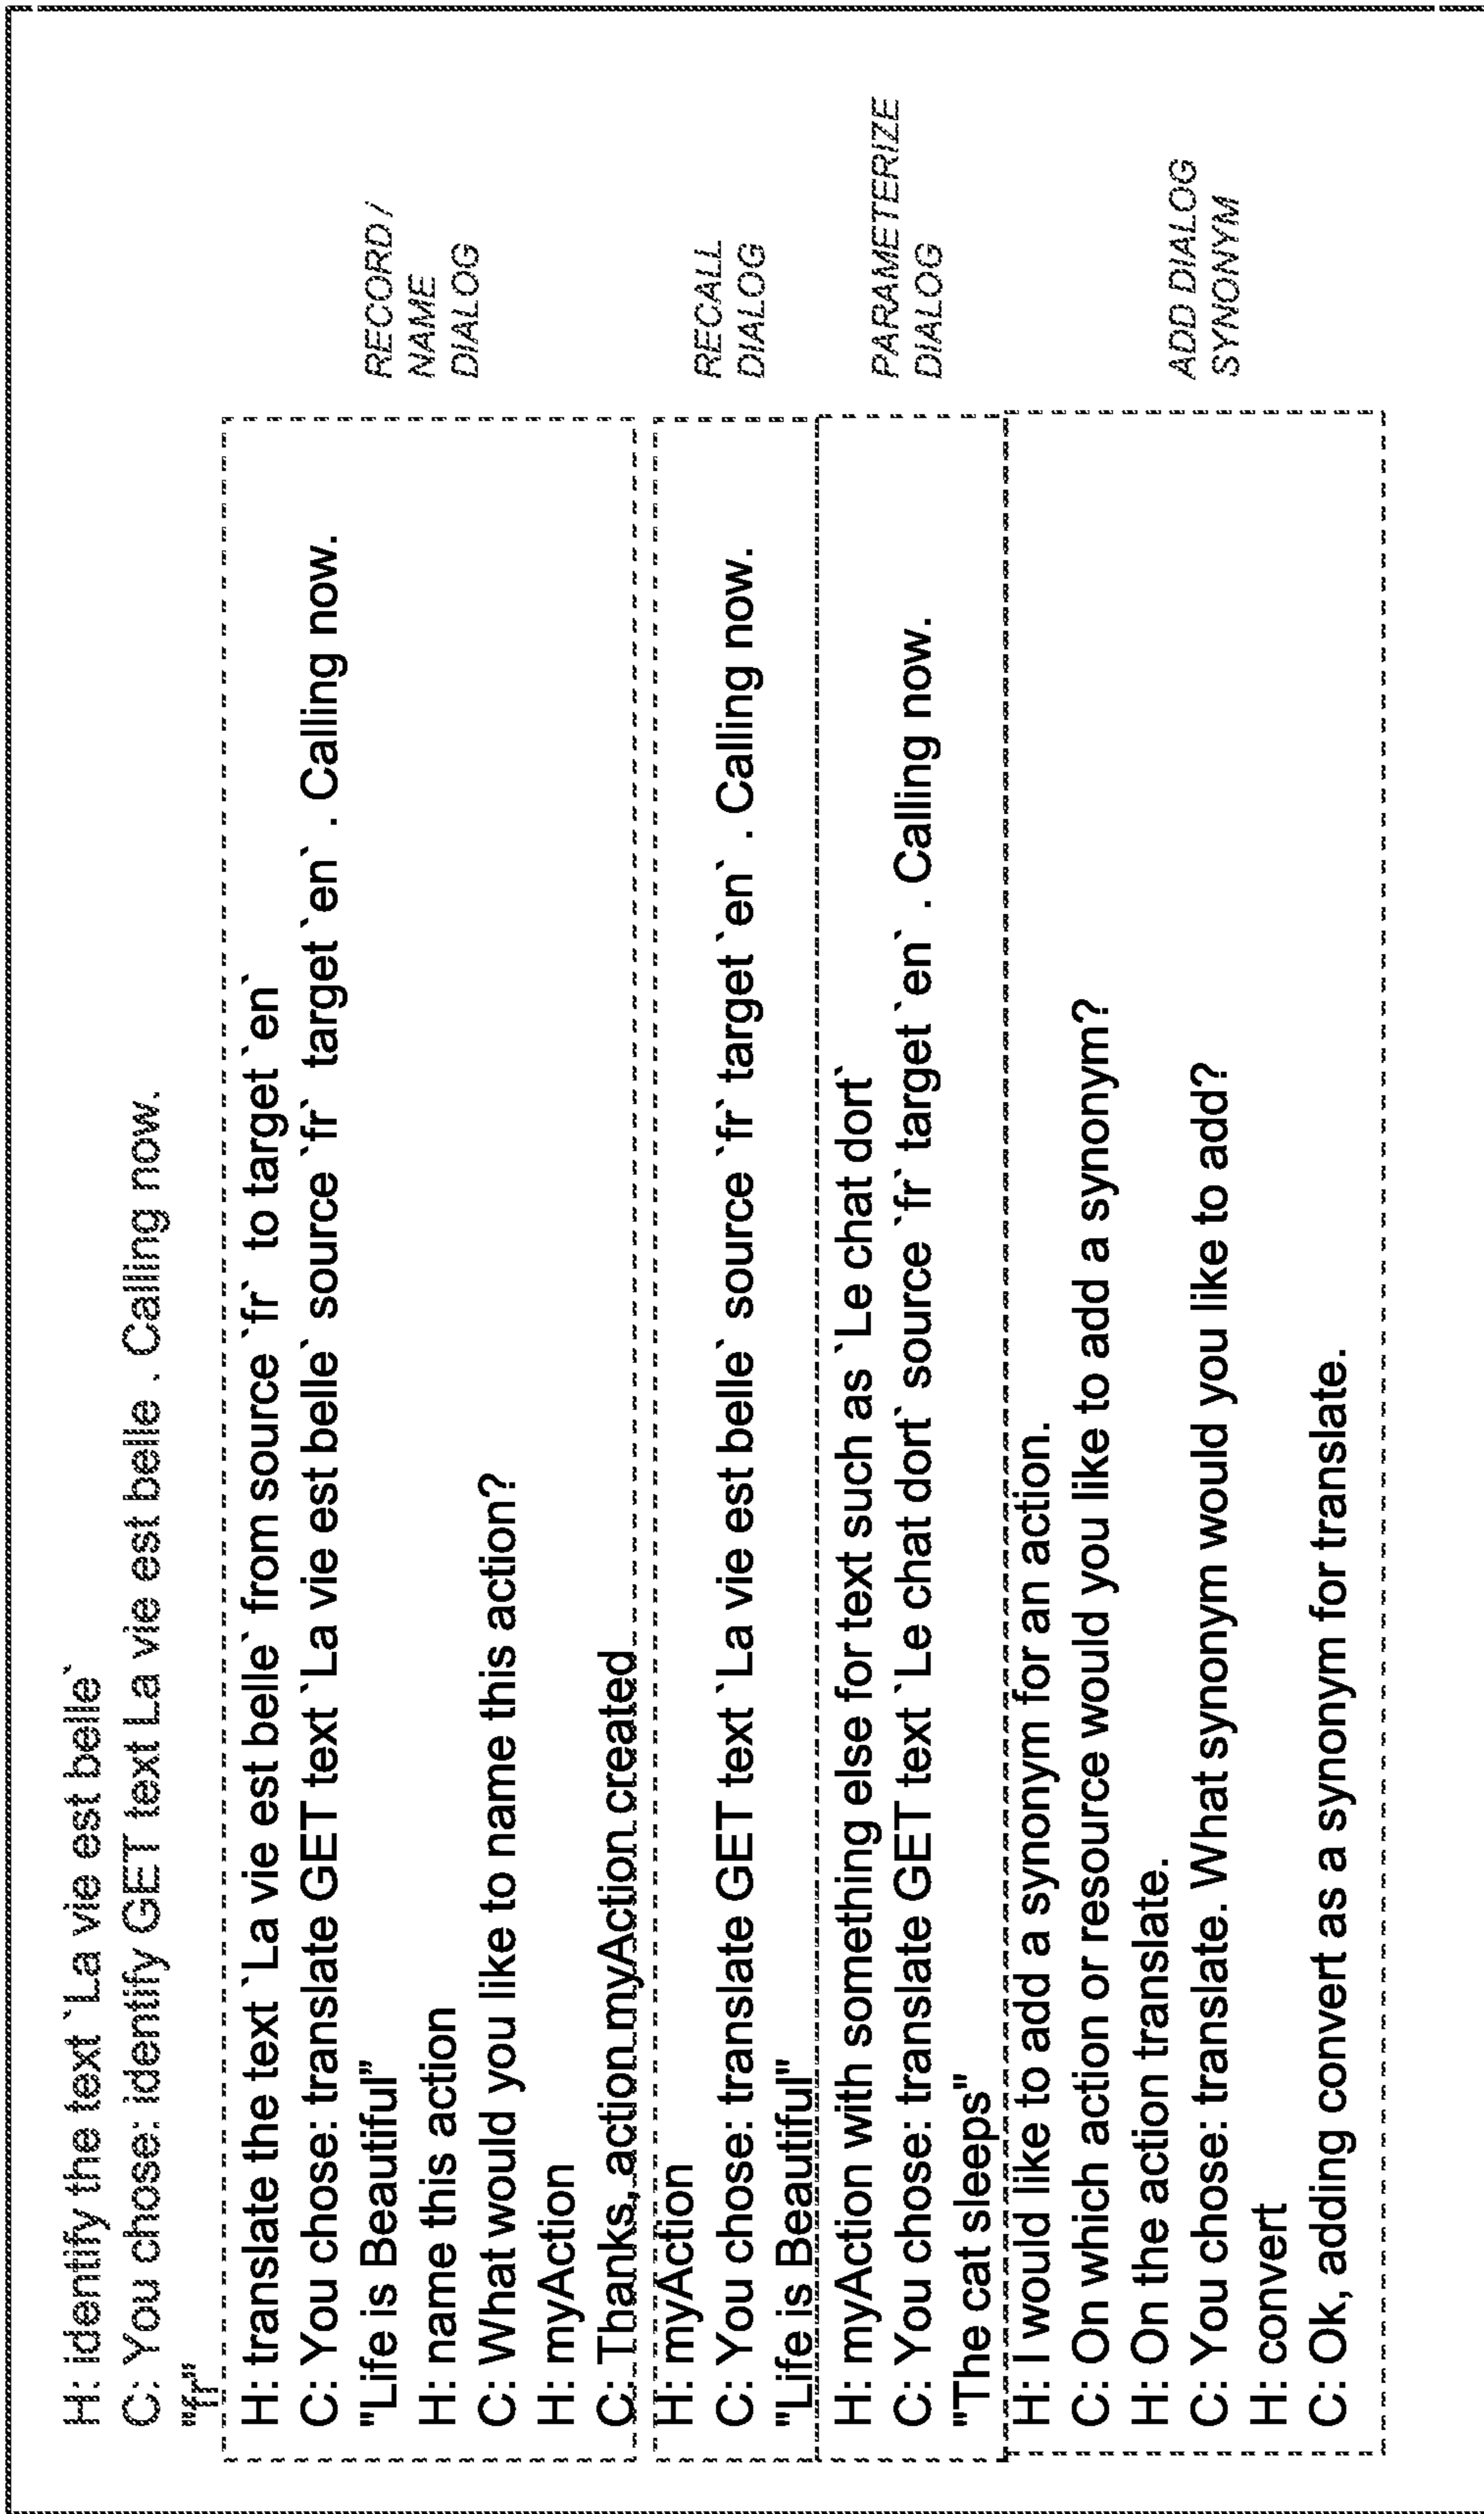 H: identify the text `La vie est belle`
C: You chose: identify GET text La vie est belle . Calling now.
"fr"
H: translate the text `La vie est belle` from source `fr` to target `en`
C: You chose: translate GET text `La vie est belle` source `fr` target `en` . Calling now.
"Life is Beautiful”
H: name this action
C: What would you like to name this action?
H: myAction
C: Thanks, action myAction created
RECORD /
NAME
DIALOG
H: myAction
C: You chose: translate GET text `La vie est belle` source `fr` target `en` . Calling now.
"Life is Beautiful"
RECALL
DIALOG
H: myAction with something else for text such as `Le chat dort`
C: You chose: translate GET text `Le chat dort` source `fr` target `en` . Calling now.
"The cat sleeps"
PARAMETERIZE
DIALOG
H: I would like to add a synonym for an action.
C: On which action or resource would you like to add a synonym?
H: On the action translate.
C: You chose: translate. What synonym would you like to add?
H: convert
C: Ok, adding convert as a synonym for translate.
ADD DIALOG
SYNONYM